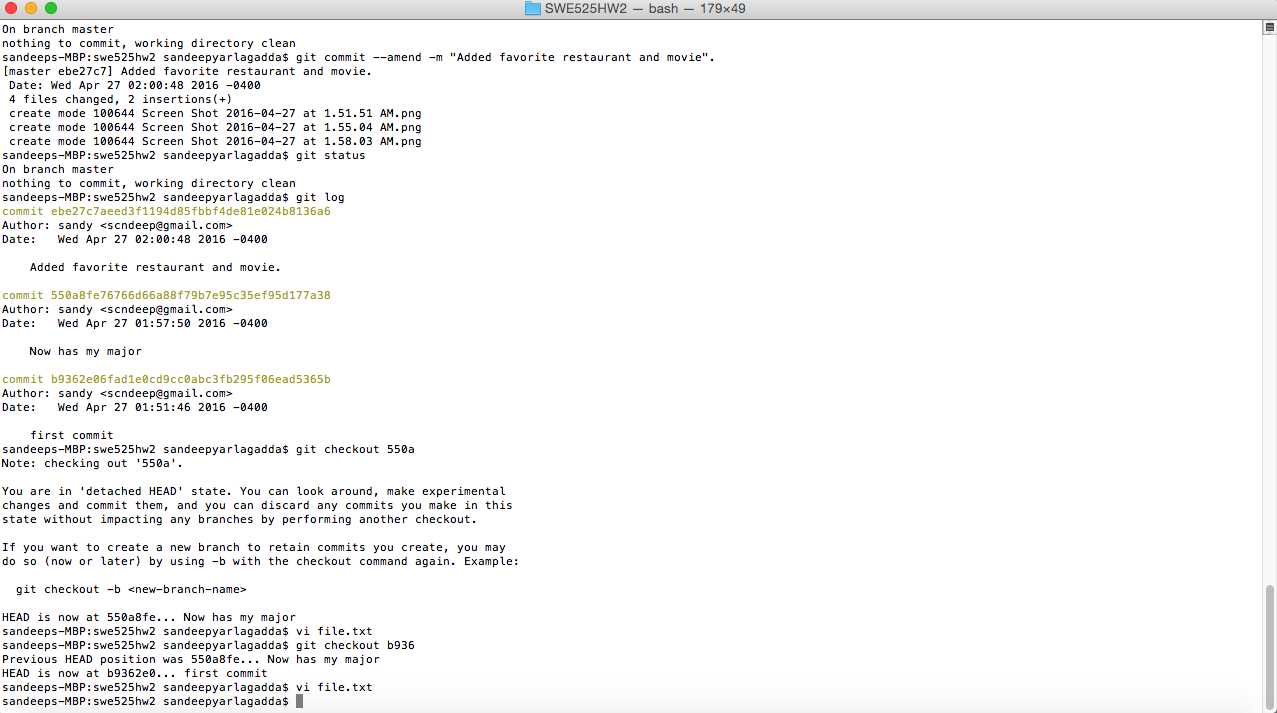 SWE525HW2 — bash — 179×49
On branch master
nothing to commit, working directory clean
sandeeps-MBP:swe525hw2 sandeepyarlagadda$ git commit --amend -m "Added favorite restaurant and movie".
[master ebe27c7] Added favorite restaurant and movie.
 Date: Wed Apr 27 02:00:48 2016 -0400
 4 files changed, 2 insertions(+)
 create mode 100644 Screen Shot 2016-04-27 at 1.51.51 AM.png
 create mode 100644 Screen Shot 2016-04-27 at 1.55.04 AM.png
 create mode 100644 Screen Shot 2016-04-27 at 1.58.03 AM.png
sandeeps-MBP:swe525hw2 sandeepyarlagadda$ git status
On branch master
nothing to commit, working directory clean
sandeeps-MBP:swe525hw2 sandeepyarlagadda$ git log
commit ebe27c7aeed3f1194d85fbbf4de81e024b8136a6
Author: sandy <scndeep@gmail.com>
Date:   Wed Apr 27 02:00:48 2016 -0400

    Added favorite restaurant and movie.

commit 550a8fe76766d66a88f79b7e95c35ef95d177a38
Author: sandy <scndeep@gmail.com>
Date:   Wed Apr 27 01:57:50 2016 -0400

    Now has my major

commit b9362e06fad1e0cd9cc0abc3fb295f06ead5365b
Author: sandy <scndeep@gmail.com>
Date:   Wed Apr 27 01:51:46 2016 -0400

    first commit
sandeeps-MBP:swe525hw2 sandeepyarlagadda$ git checkout 550a
Note: checking out '550a'.

You are in 'detached HEAD' state. You can look around, make experimental
changes and commit them, and you can discard any commits you make in this
state without impacting any branches by performing another checkout.

If you want to create a new branch to retain commits you create, you may
do so (now or later) by using -b with the checkout command again. Example:

  git checkout -b <new-branch-name>

HEAD is now at 550a8fe... Now has my major
sandeeps-MBP:swe525hw2 sandeepyarlagadda$ vi file.txt
sandeeps-MBP:swe525hw2 sandeepyarlagadda$ git checkout b936
Previous HEAD position was 550a8fe... Now has my major
HEAD is now at b9362e0... first commit
sandeeps-MBP:swe525hw2 sandeepyarlagadda$ vi file.txt
sandeeps-MBP:swe525hw2 sandeepyarlagadda$